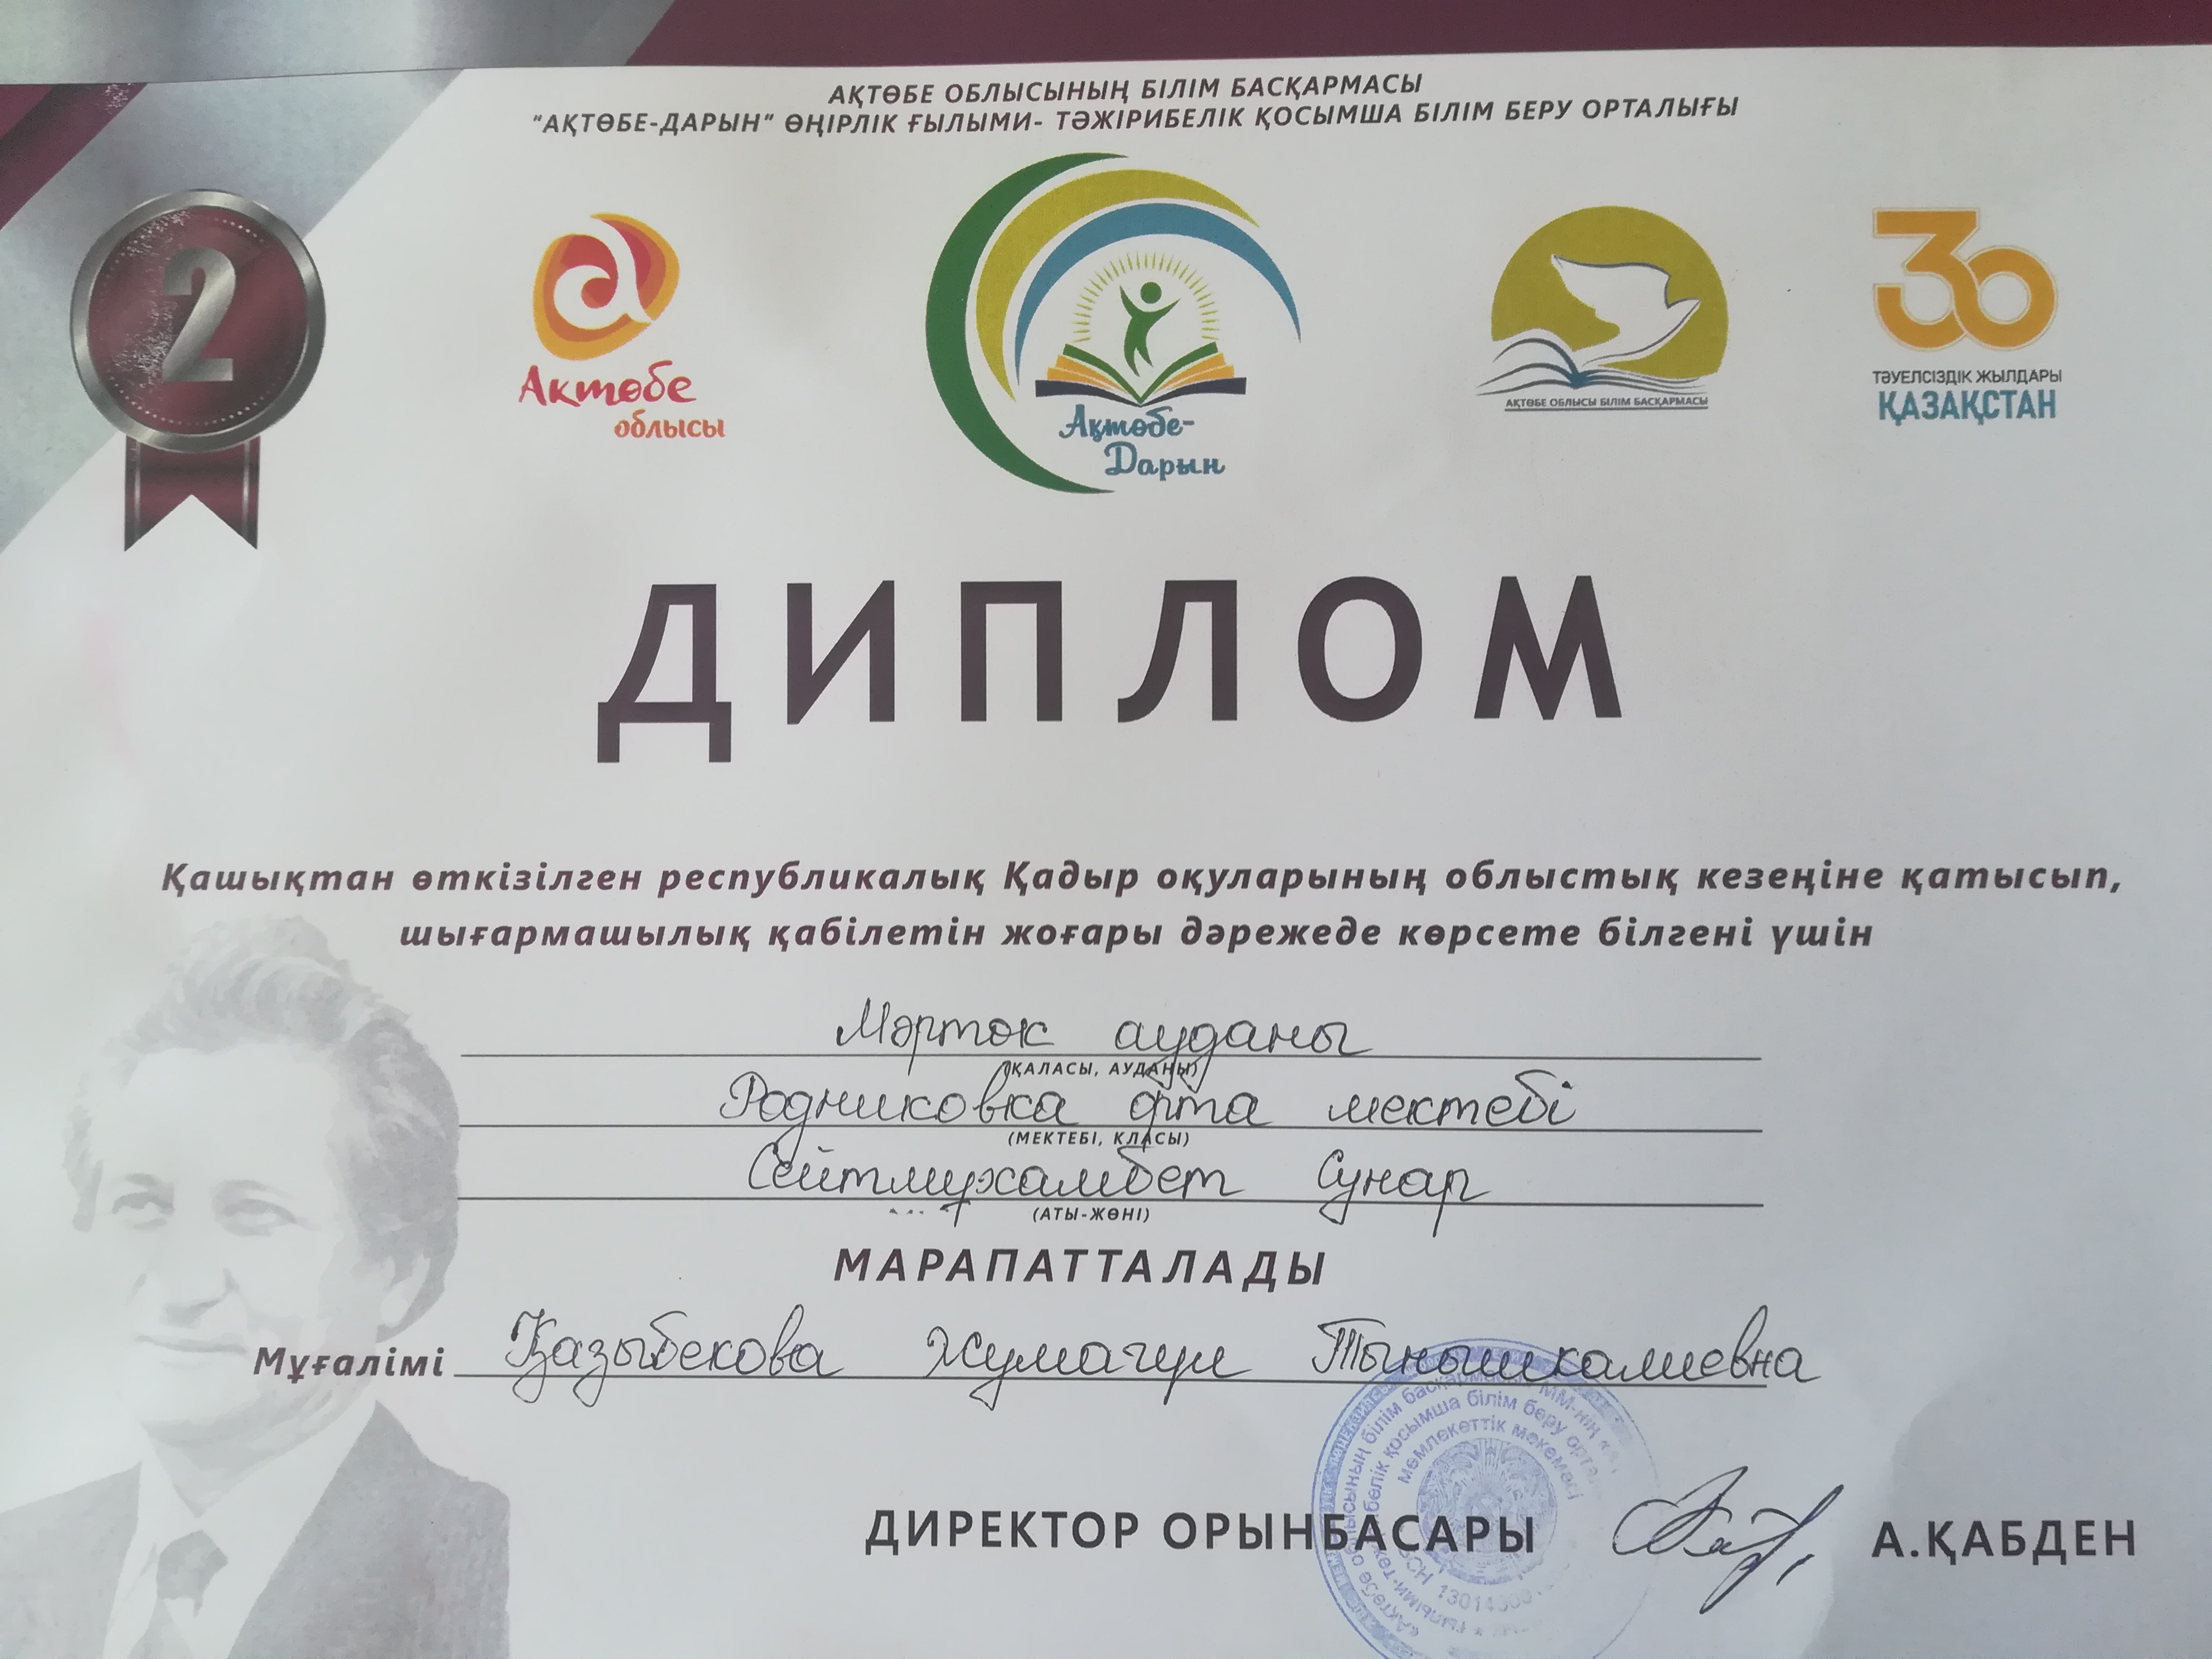 АҚТӨБЕ ОБЛЫСЫНЫҢ БІЛІМ БАСҚАРМАСЫ
"АҚТӨБЕ-ДАРЫН" ӨҢІРЛІК ҒЫЛЫМИ- ТӘЖІРИБЕЛІК ҚОСЫМША БІЛІМ БЕРУ ОРТАЛЫҒЫ
2
Ақтөбе
облысы
Ақтөбе-
Дарын
АҚТӨБЕ ОБЛЫСЫ БІЛІМ БАСҚАРМАСЫ
30
ТӘУЕЛСІЗДІК ЖЫЛДАРЫ
ҚАЗАҚСТАН
ДИПЛОМ
Қашықтан өткізілген республикалық Қадыр оқуларының облыстық кезеңіне қатысып,
шығармашылық қабілетін жоғары дәрежеде көрсете білгені үшін
Мәртөк ауданы
(ҚАЛАСЫ, АУДАНЫ)
Родниковка орта мектебі
(МЕКТЕБІ, КЛАСЫ)
Сейтмұхамбет Сұнар
(АТЫ-ЖӨНІ)
МАРАПАТТАЛАДЫ
Мұғалімі Қазыбекова Жумагул Тынышкалиевна
ДИРЕКТОР ОРЫНБАСАРЫ А.ҚАБДЕН